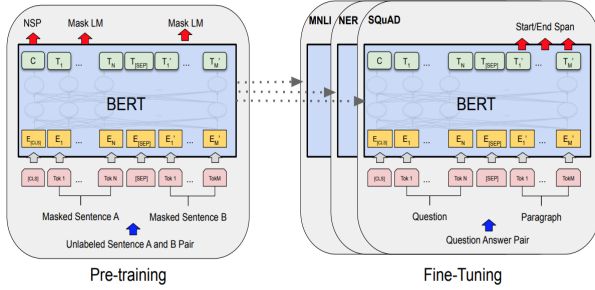 NSP Mask LM Mask LM
C T1 ... TN T[SEP] T1' ... TM'
BERT
E[CLS] E1 ... EN E[SEP] E1' ... EM'
[CLS] Tok 1 ... Tok N [SEP] Tok 1 ... TokM
Masked Sentence A Masked Sentence B
Unlabeled Sentence A and B Pair
Pre-training
MNLI NER SQuAD
Start/End Span
C T1 ... TN T[SEP] T1' ... TM'
BERT
E[CLS] E1 ... EN E[SEP] E1' ... EM'
[CLS] Tok 1 ... Tok N [SEP] Tok 1 ... TokM
Question Paragraph
Question Answer Pair
Fine-Tuning